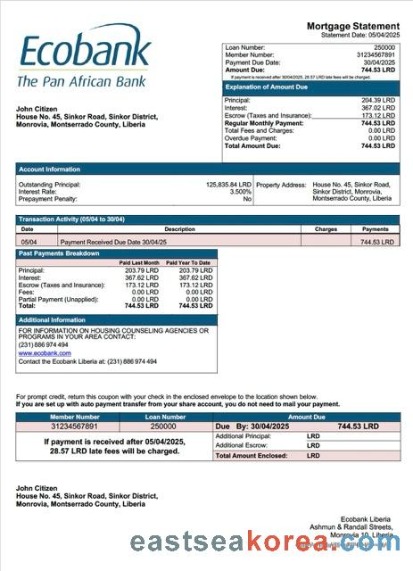 Ecobank
The Pan African Bank
Mortgage Statement
Statement Date: 05/04/2025
Loan Number: 250000
Member Number: 31234567891
Payment Due Date: 30/04/2025
Amount Due: 744.53 LRD
If payment is received after 30/04/2025, 28.57 LRD late fees will be charged.
John Citizen
House No. 45, Sinkor Road, Sinkor District,
Monrovia, Montserrado County, Liberia
Explanation of Amount Due
Principal: 204.39 LRD
Interest: 367.02 LRD
Escrow (Taxes and Insurance): 173.12 LRD
Regular Monthly Payment: 744.53 LRD
Total Fees and Charges: 0.00 LRD
Overdue Payment: 0.00 LRD
Total Amount Due: 744.53 LRD
Account Information
Outstanding Principal: 125,835.84 LRD
Interest Rate: 3.500%
Prepayment Penalty: No
Property Address: House No. 45, Sinkor Road,
Sinkor District, Monrovia,
Montserrado County, Liberia
Transaction Activity (05/04 to 30/04)
Date Description Charges Payments
05/04 Payment Received Due Date 30/04/25 744.53 LRD
Past Payments Breakdown
Paid Last Month Paid Year To Date
Principal: 203.79 LRD 203.79 LRD
Interest: 367.62 LRD 367.62 LRD
Escrow (Taxes and Insurance): 173.12 LRD 173.12 LRD
Fees: 0.00 LRD 0.00 LRD
Partial Payment (Unapplied): 0.00 LRD 0.00 LRD
Total: 744.53 LRD 744.53 LRD
Additional Information
FOR INFORMATION ON HOUSING COUNSELING AGENCIES OR
PROGRAMS IN YOUR AREA CONTACT:
(231) 886 974 494
www.ecobank.com
Contact the Ecobank Liberia at: (231) 886 974 494
For prompt credit, return this coupon with check in the enclosed envelope to the location shown below.
If you are set up with auto payment transfer from your share account, you do not need to mail your payment.
Member Number Loan Number Amount Due
31234567891 250000 Due By: 30/04/2025 744.53 LRD
If payment is received after 05/04/2025,
28.57 LRD late fees will be charged.
Additional Principal: LRD
Additional Escrow: LRD
Total Amount Enclosed: LRD
John Citizen
House No. 45, Sinkor Road, Sinkor District,
Monrovia, Montserrado County, Liberia
Ecobank Liberia
Ashmun & Randall Streets,
Monrovia 10, Liberia
eastseakorea.com